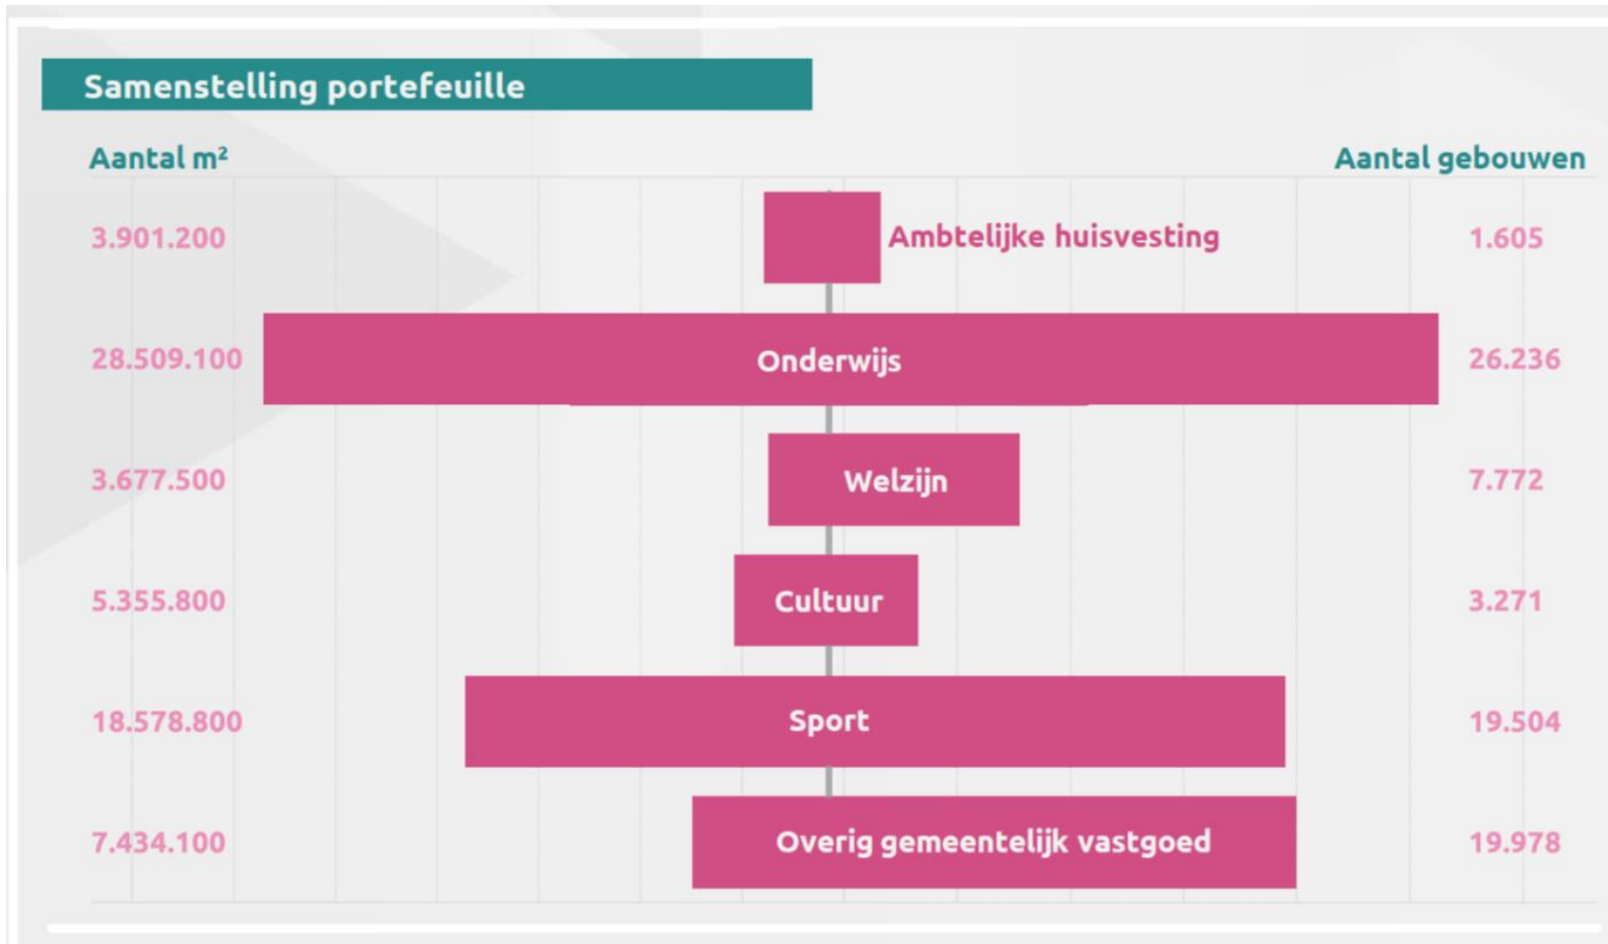 Samenstelling portefeuille
Aantal m² Aantal gebouwen
3.901.200 Ambtelijke huisvesting 1.605
28.509.100 Onderwijs 26.236
3.677.500 Welzijn 7.772
5.355.800 Cultuur 3.271
18.578.800 Sport 19.504
7.434.100 Overig gemeentelijk vastgoed 19.978